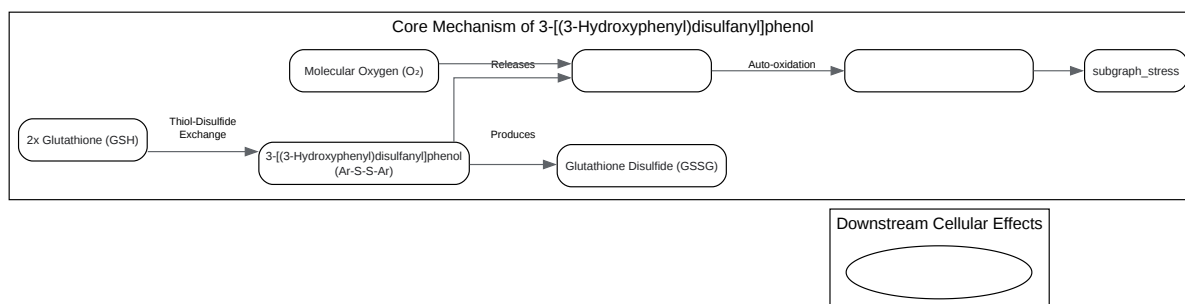 Core Mechanism of 3-[(3-Hydroxyphenyl)disulfanyl]phenol
Molecular Oxygen (O₂)
Releases
Auto-oxidation
subgraph_stress
2x Glutathione (GSH)
Thiol-Disulfide
Exchange
3-[(3-Hydroxyphenyl)disulfanyl]phenol
(Ar-S-S-Ar)
Produces
Glutathione Disulfide (GSSG)
Downstream Cellular Effects